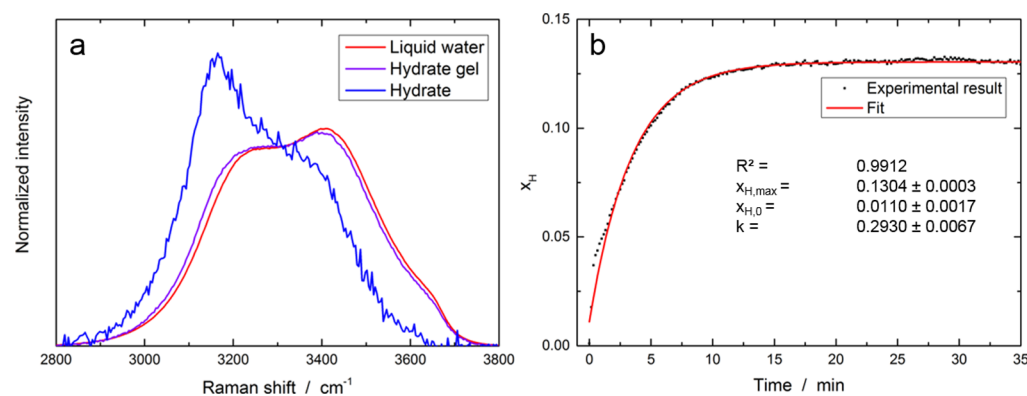 a
Liquid water
Hydrate gel
Hydrate
Normalized intensity
2800 3000 3200 3400 3600 3800
Raman shift / cm⁻¹
b
0.15
0.10
0.05
0.00
x_H
Experimental result
Fit
R² = 0.9912
x_H,max = 0.1304 ± 0.0003
x_H,0 = 0.0110 ± 0.0017
k = 0.2930 ± 0.0067
0 5 10 15 20 25 30 35
Time / min